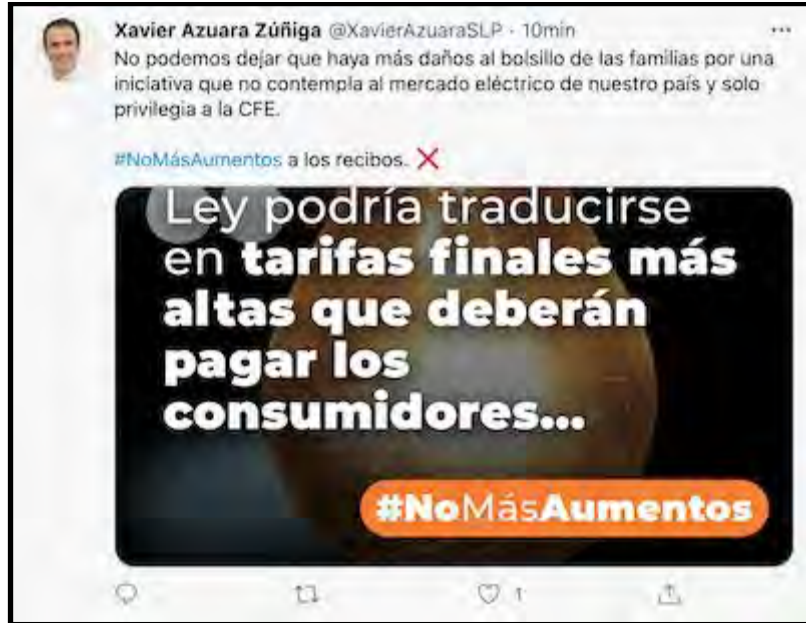 Xavier Azuara Zúñiga @XavierAzuaraSLP · 10min
No podemos dejar que haya más daños al bolsillo de las familias por una
iniciativa que no contempla al mercado eléctrico de nuestro país y solo
privilegia a la CFE.
#NoMásAumentos a los recibos. ❌
Ley podría traducirse
en tarifas finales más
altas que deberán
pagar los
consumidores...
#NoMásAumentos
1